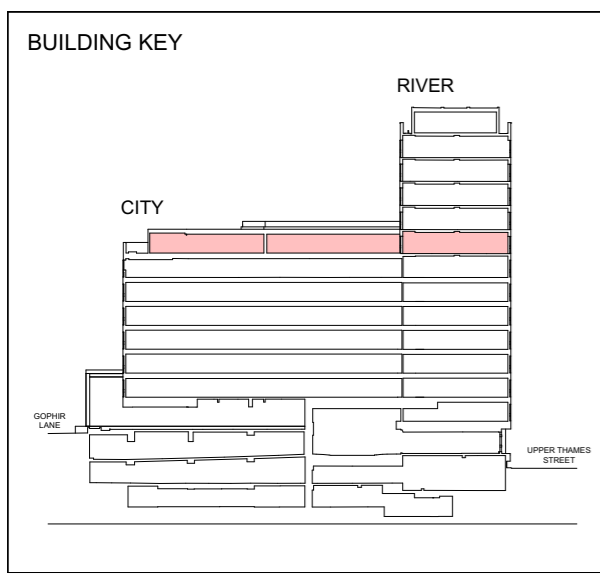 BUILDING KEY
RIVER
CITY
GOPHIR
LANE
UPPER THAMES
STREET